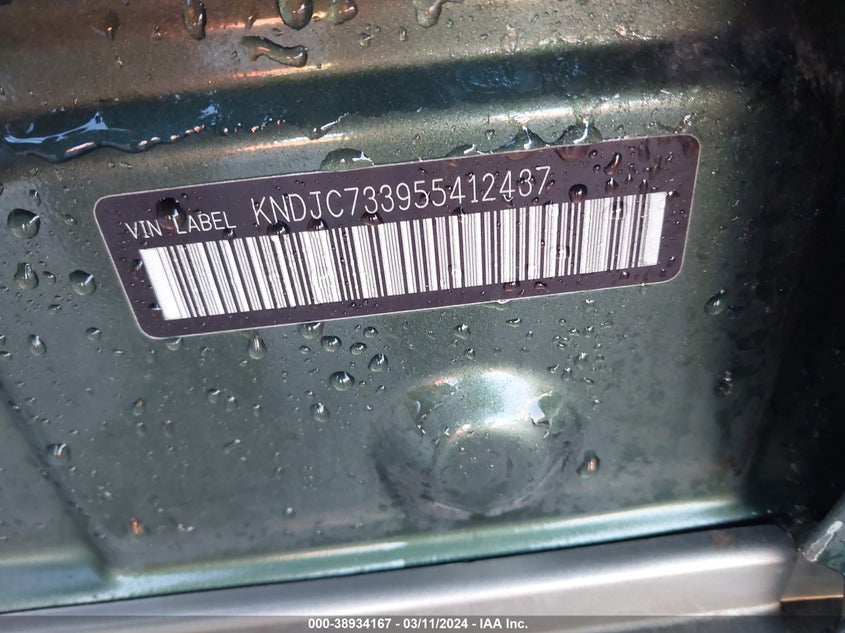 VIN LABEL KNDJC733955412437
000-38934167 - 03/11/2024 - IAA Inc.